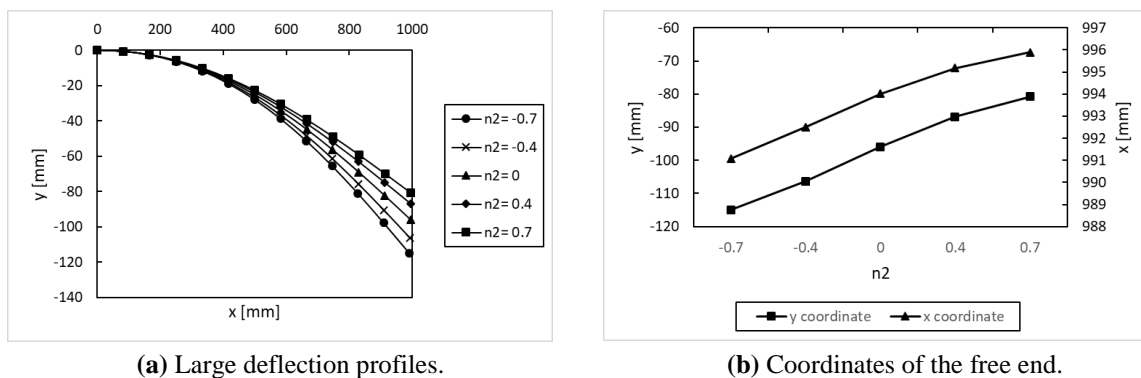 0 200 400 600 800 1000
0
-20
-40
-60
-80
-100
-120
-140
y [mm]
x [mm]
n2= -0.7
n2= -0.4
n2= 0
n2= 0.4
n2= 0.7
(a) Large deflection profiles.
-60
-70
-80
-90
-100
-110
-120
y [mm]
997
996
995
994
993
992
991
990
989
988
x [mm]
-0.7 -0.4 0 0.4 0.7
n2
y coordinate x coordinate
(b) Coordinates of the free end.